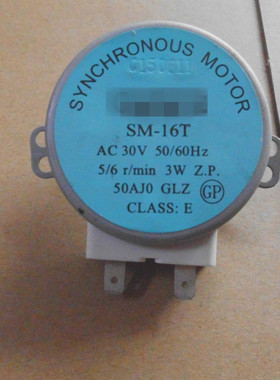 SYNCHRONOUS MOTOR
SM-16T
AC 30V 50/60Hz
5/6 r/min 3W Z.P.
50AJ0 GLZ GP
CLASS: E